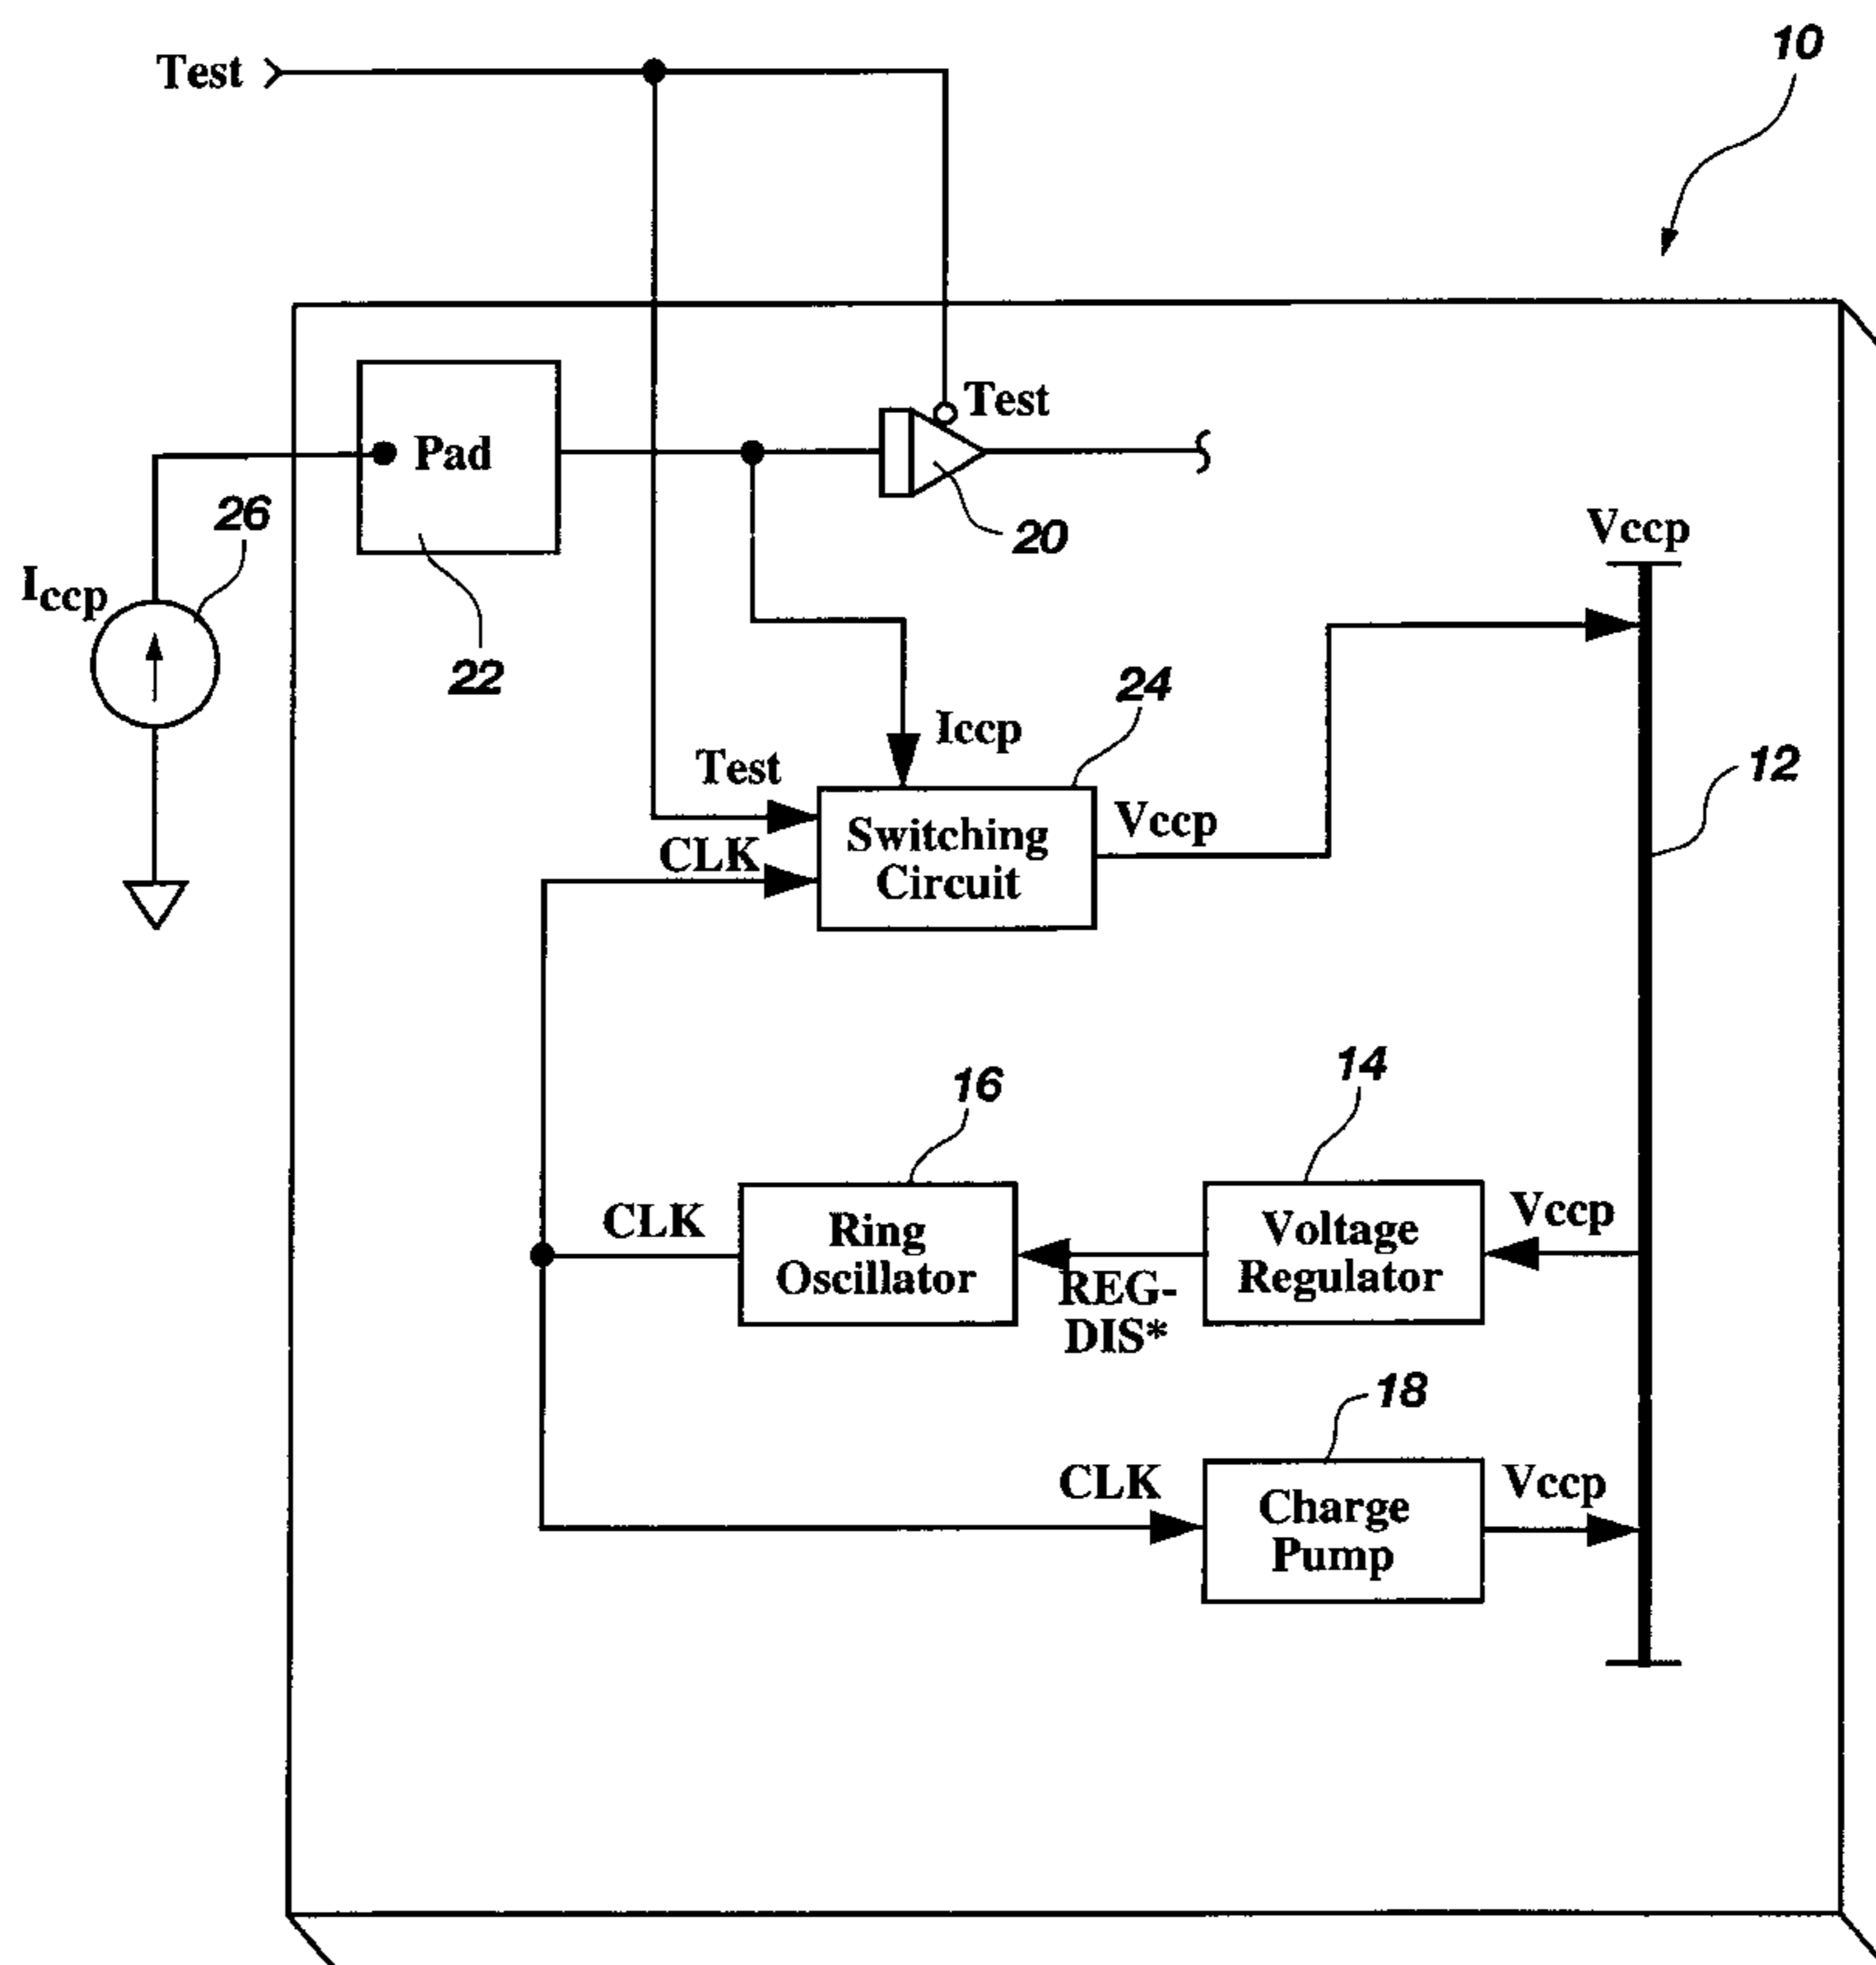 10
Test
Test
Pad
26
20
Vccp
Iccp
22
24
Iccp
12
Test
Vccp
CLK
Switching
Circuit
14
16
CLK
Ring
Oscillator
Voltage
Regulator
Vccp
REG-
DIS*
18
CLK
Charge
Pump
Vccp